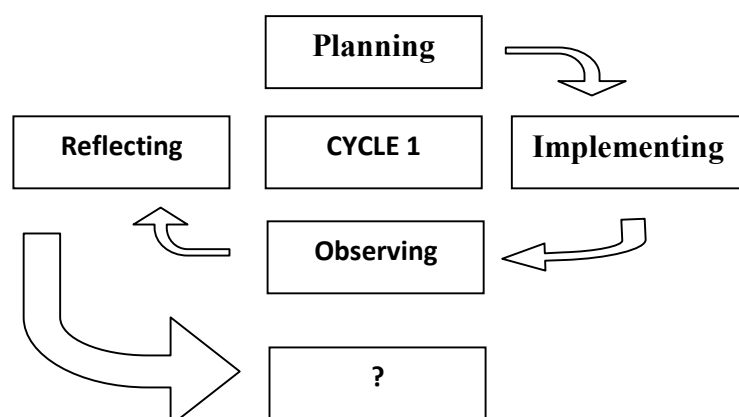 Planning
Reflecting
CYCLE 1
Implementing
Observing
?